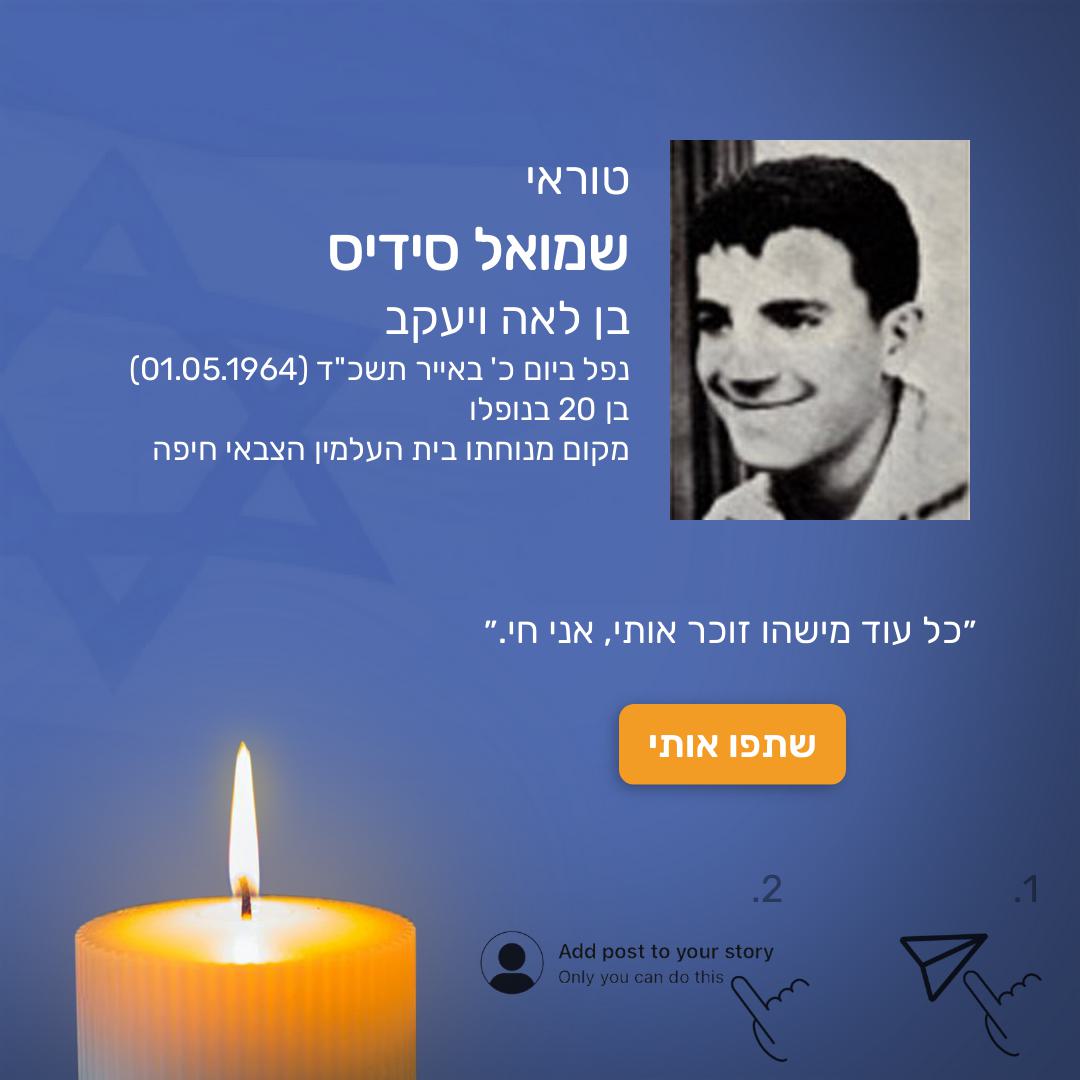 טוראי
שמואל סידיס
בן לאה ויעקב
נפל ביום כ' באייר תשכ"ד (01.05.1964)
בן 20 בנופלו
מקום מנוחתו בית העלמין הצבאי חיפה
״כל עוד מישהו זוכר אותי, אני חי.״
שתפו אותי
1.
2.
Add post to your story
Only you can do this